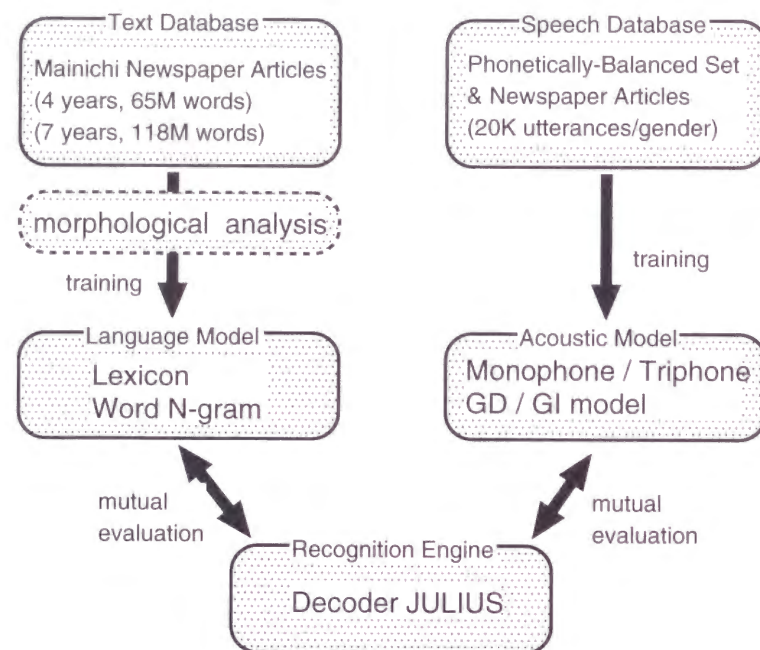 Text Database
Mainichi Newspaper Articles
(4 years, 65M words)
(7 years, 118M words)
morphological analysis
training
Language Model
Lexicon
Word N-gram
mutual
evaluation
Speech Database
Phonetically-Balanced Set
& Newspaper Articles
(20K utterances/gender)
training
Acoustic Model
Monophone / Triphone
GD / GI model
mutual
evaluation
Recognition Engine
Decoder JULIUS